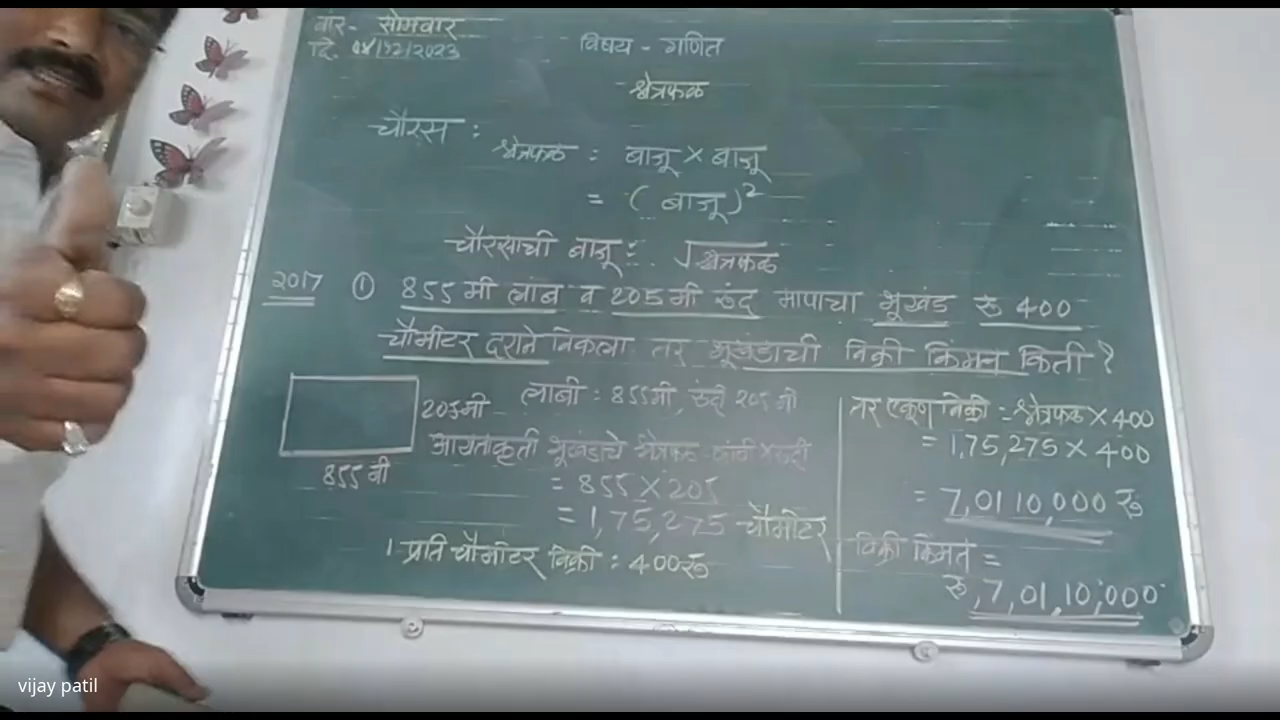 वार- सोमवार
दि. 04/12/2023
विषय - गणित
क्षेत्रफळ
चौरस :
क्षेत्रफळ = बाजू × बाजू
= ( बाजू )²
चौरसाची बाजू = √क्षेत्रफळ
2017 ① 855 मी लांब व 205 मी रुंद मापाचा भूखंड रु 400
चौमीटर दराने विकला तर भूखंडाची विक्री किंमत किती ?
205मी
855 मी
लांबी : 855मी, रुंदी 205 मी
आयताकृती भूखंडाचे क्षेत्रफळ लांबी × रुंदी
= 855 × 205
= 1,75,275 चौमीटर
1 प्रति चौमीटर विक्री : 400रु
तर एकूण विक्री = क्षेत्रफळ × 400
= 1,75,275 × 400
= 7,0110,000 रु
विक्री किंमत =
रु ,7,01,10,000
vijay patil